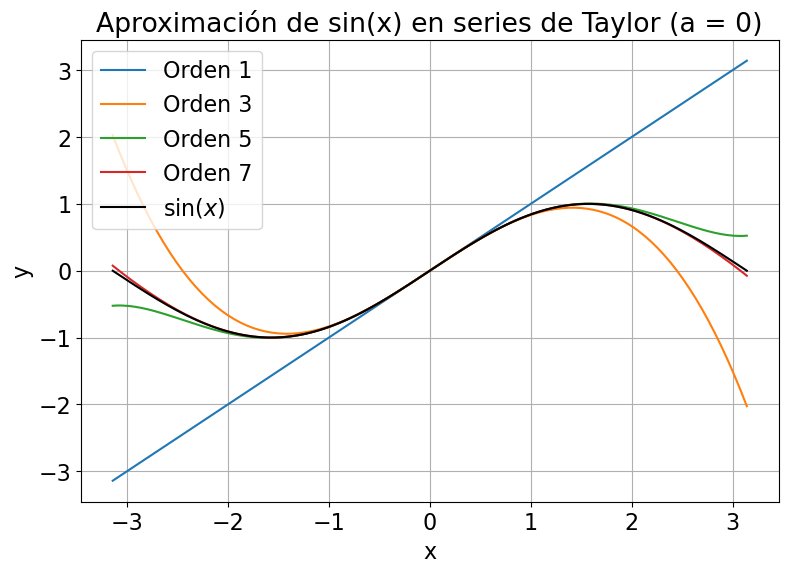 Aproximación de sin(x) en series de Taylor (a = 0)
Orden 1
Orden 3
Orden 5
Orden 7
sin(x)
3
2
1
0
−1
−2
−3
y
−3 −2 −1 0 1 2 3
x